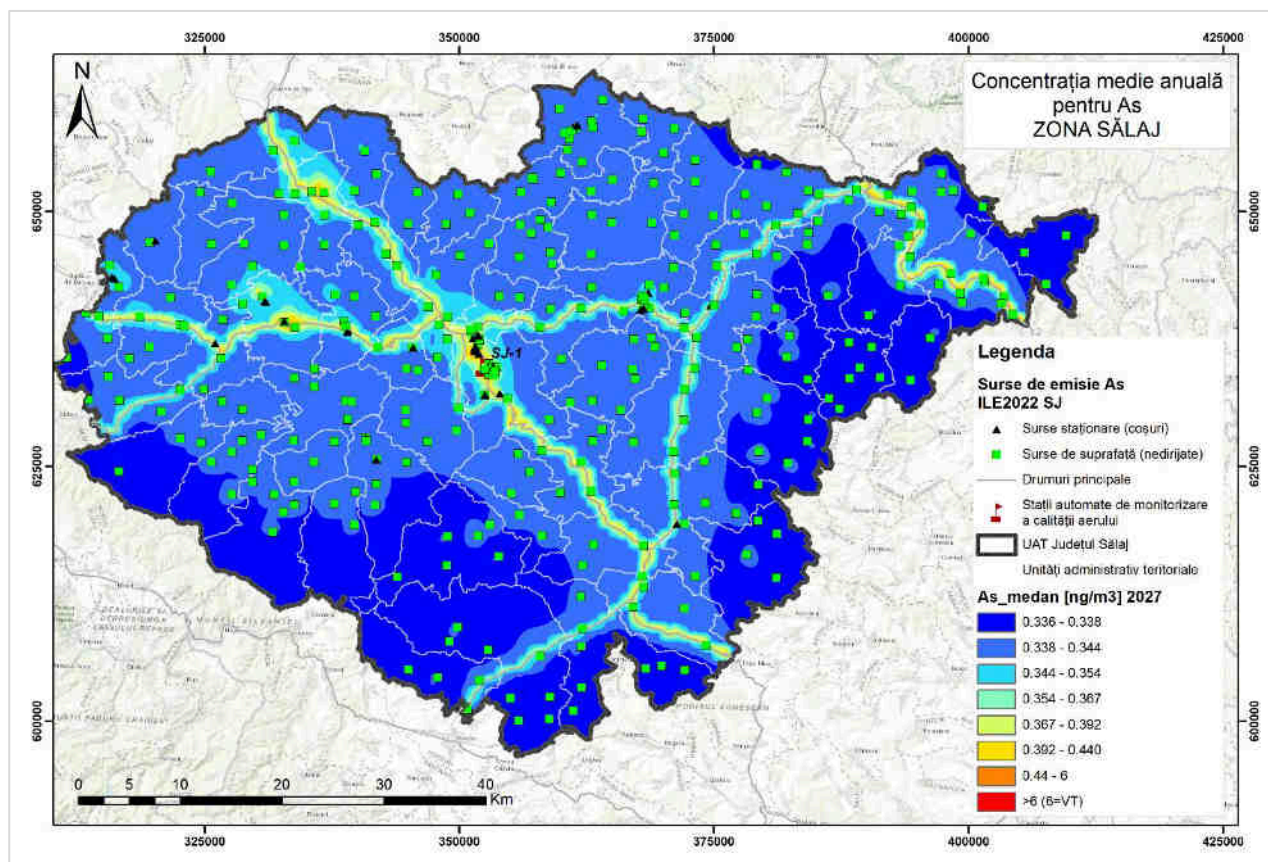 325000 350000 375000 400000 425000
N
Concentrația medie anuală
pentru As
ZONA SĂLAJ
650000 650000
SJ-1
Legenda
Surse de emisie As
ILE2022 SJ
Surse staționare (coșuri)
Surse de suprafață (nedirijate)
Drumuri principale
Stații automate de monitorizare
a calității aerului
UAT Județul Sălaj
Unități administrativ teritoriale
625000 625000
As_medan [ng/m3] 2027
0.336 - 0.338
0.338 - 0.344
0.344 - 0.354
0.354 - 0.367
0.367 - 0.392
0.392 - 0.440
0.44 - 6
>6 (6=VT)
600000 600000
0 5 10 20 30 40
Km
325000 350000 375000 400000 425000